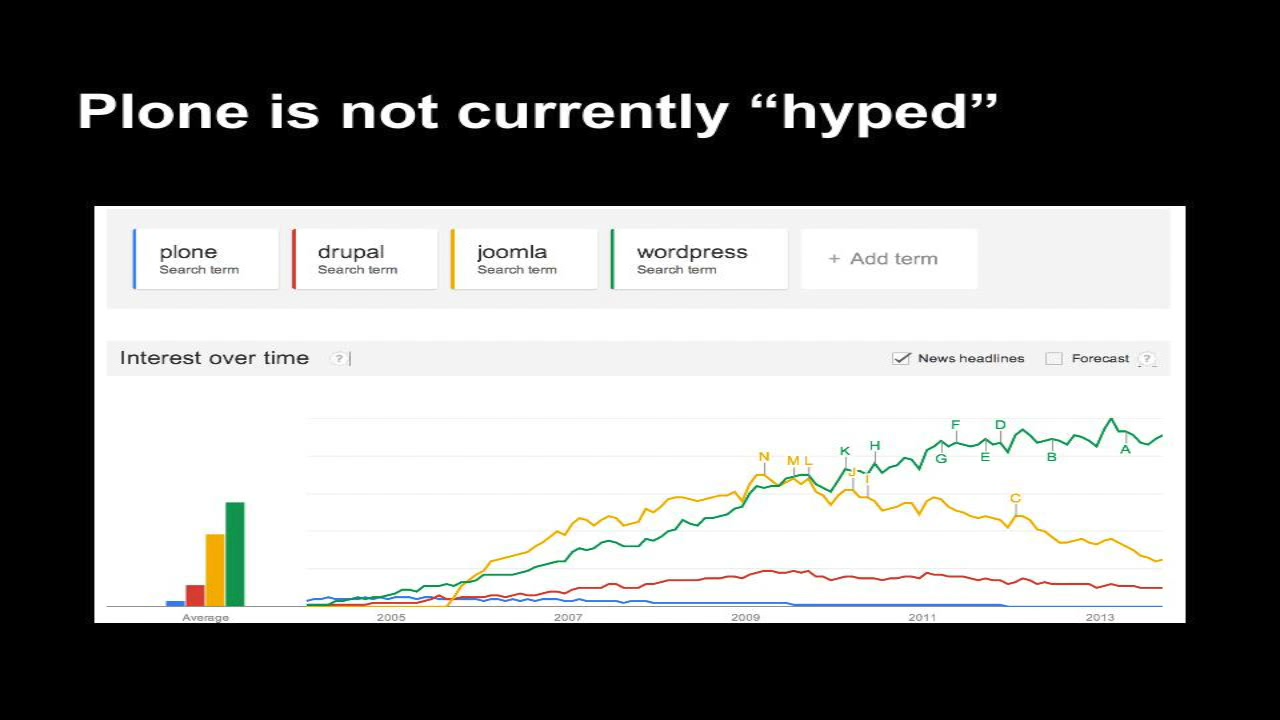 Plone is not currently “hyped”
plone drupal joomla wordpress + Add term
Search term Search term Search term Search term
Interest over time ? News headlines Forecast ?
F D
N M L K H G E B A
J I
C
Average 2005 2007 2009 2011 2013